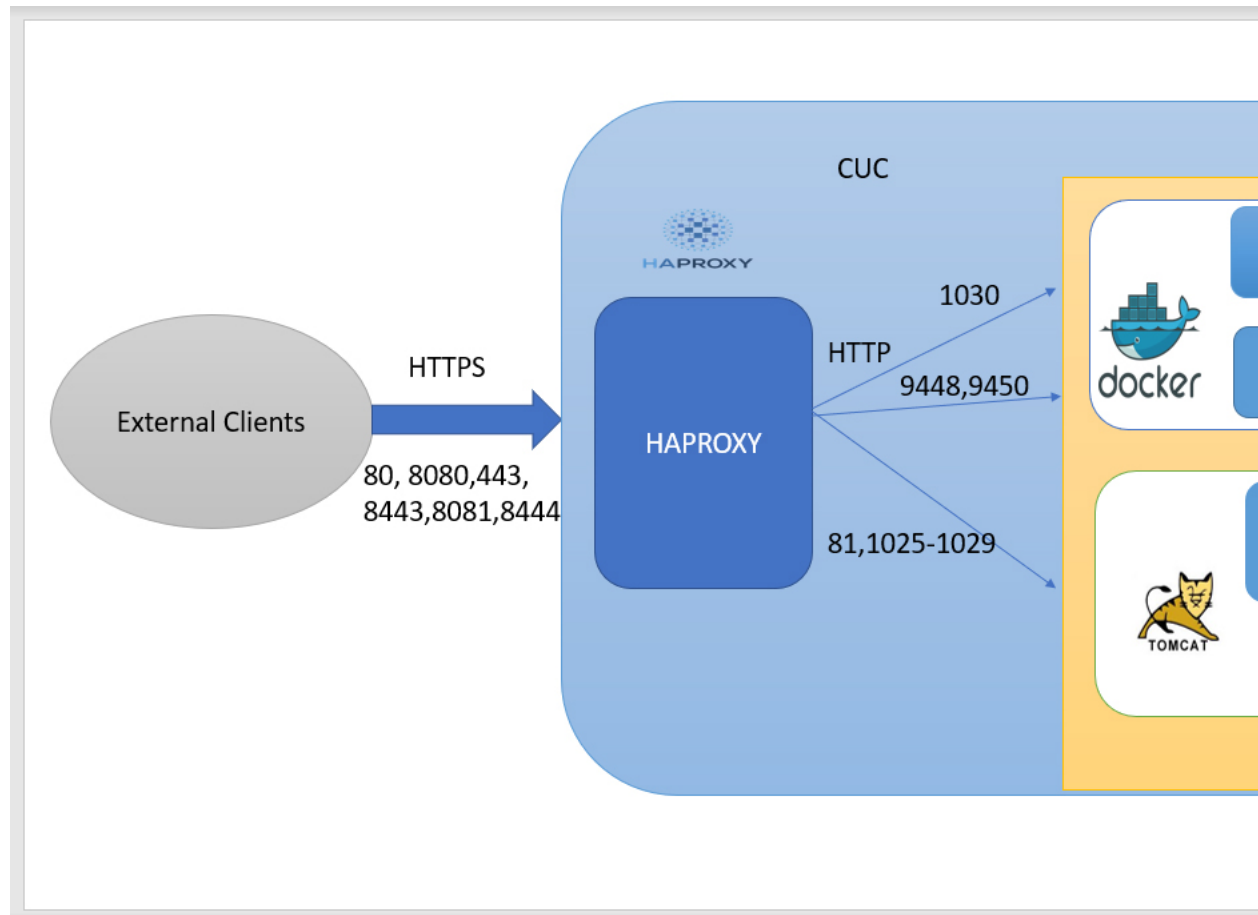 CUC
HAPROXY
1030
HTTP
HTTPS
9448,9450
docker
External Clients
HAPROXY
80, 8080,443,
8443,8081,8444
81,1025-1029
TOMCAT